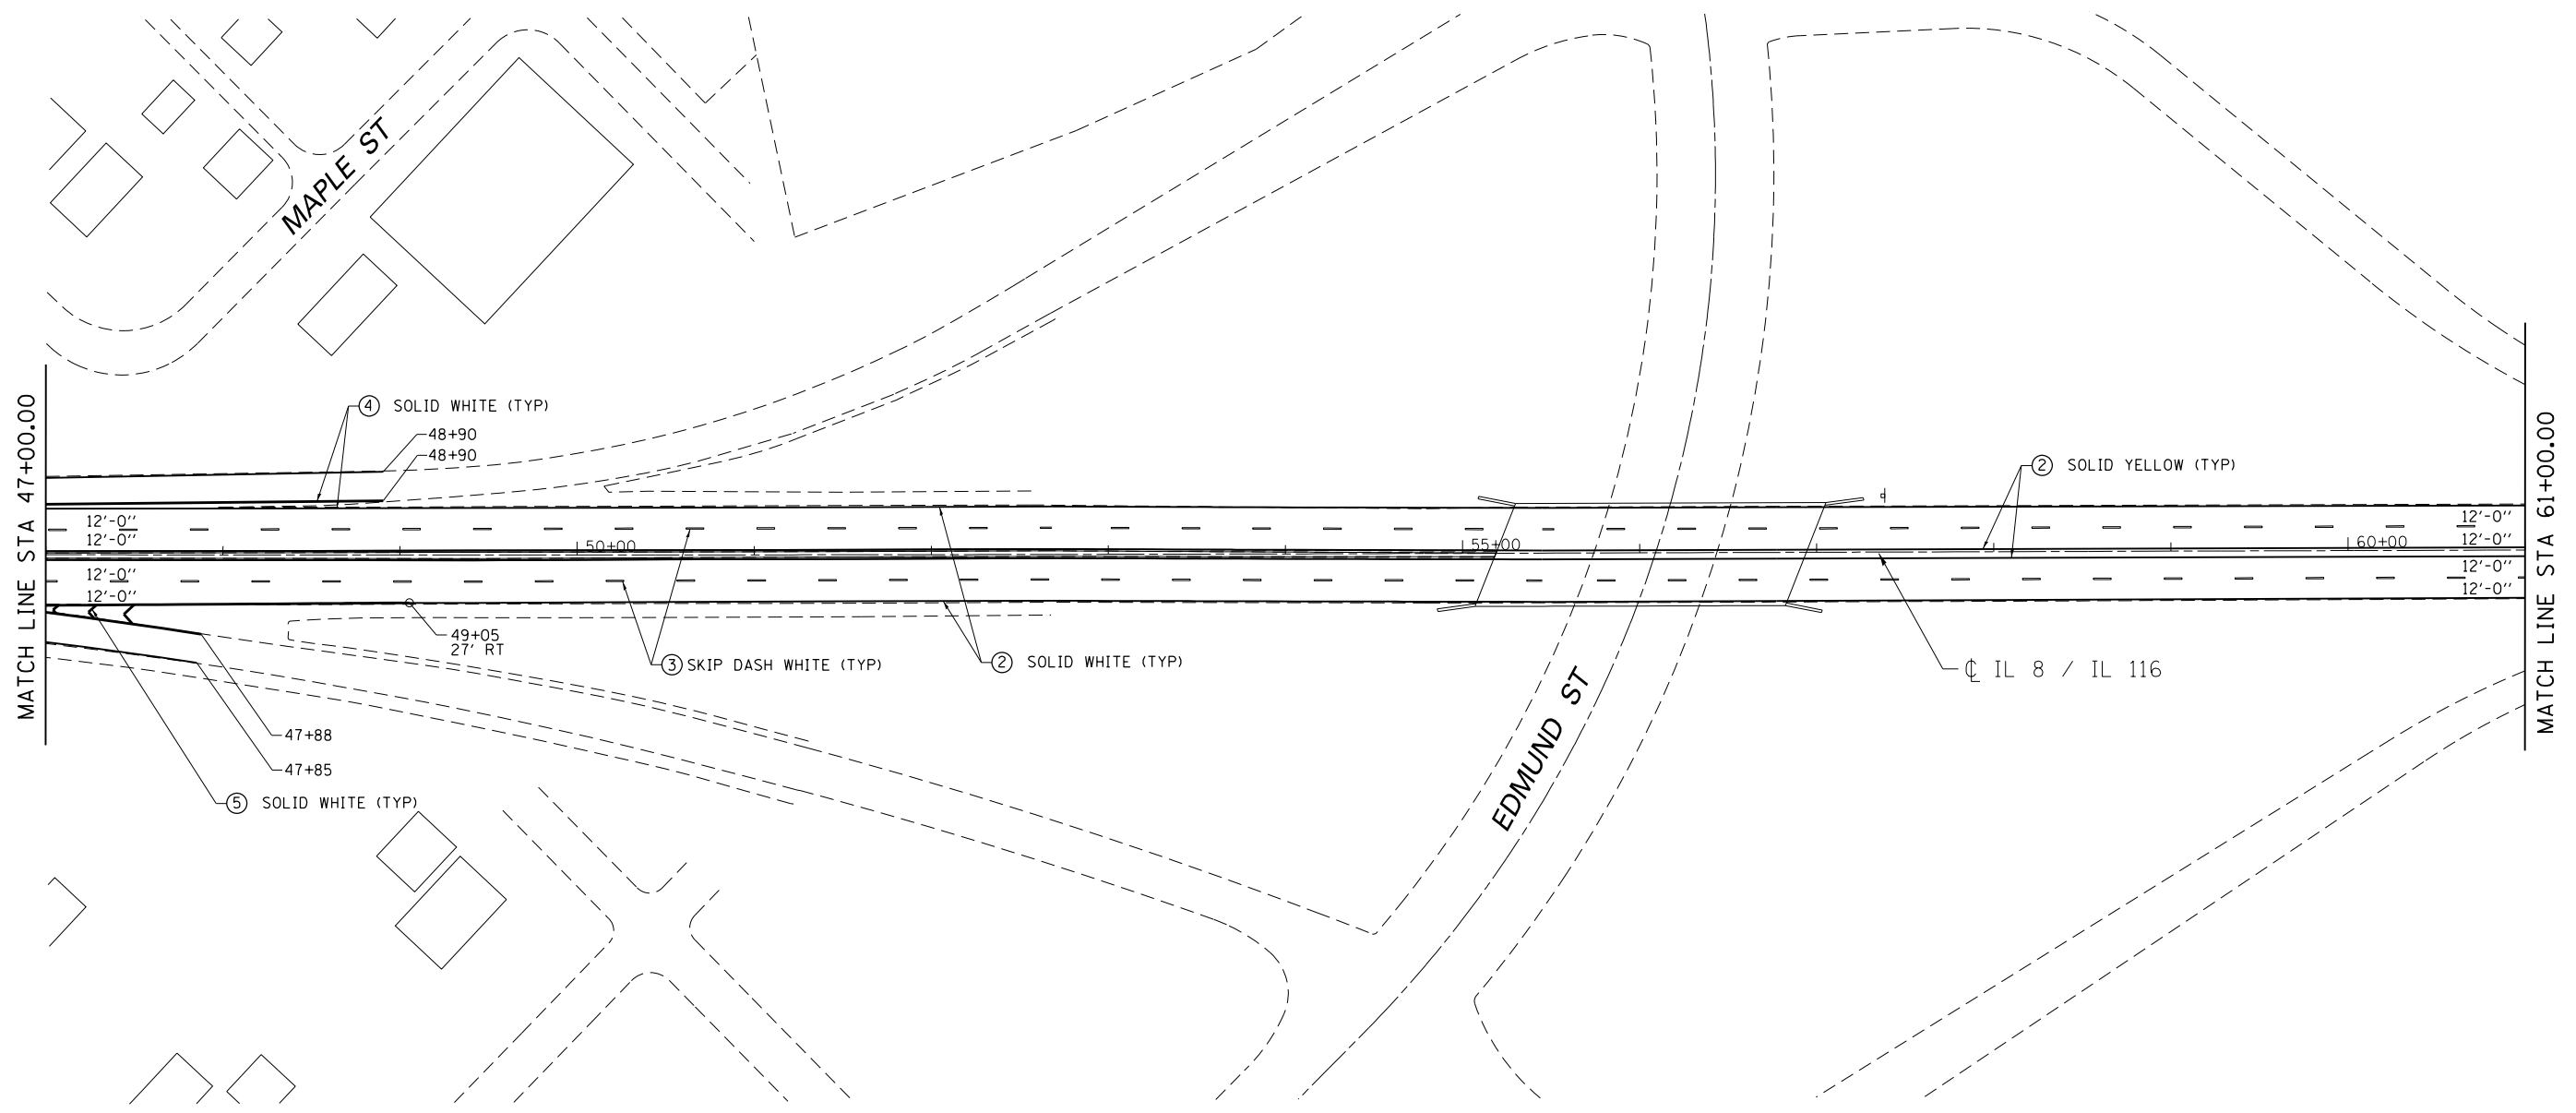 MAPLE ST
MATCH LINE STA 47+00.00
④ SOLID WHITE (TYP)
48+90
48+90
② SOLID YELLOW (TYP)
MATCH LINE STA 61+00.00
12'-0"
12'-0"
12'-0"
12'-0"
50+00
55+00
60+00
12'-0"
12'-0"
12'-0"
12'-0"
49+05
27' RT
③ SKIP DASH WHITE (TYP)
② SOLID WHITE (TYP)
℄ IL 8 / IL 116
EDMUND ST
47+88
47+85
⑤ SOLID WHITE (TYP)